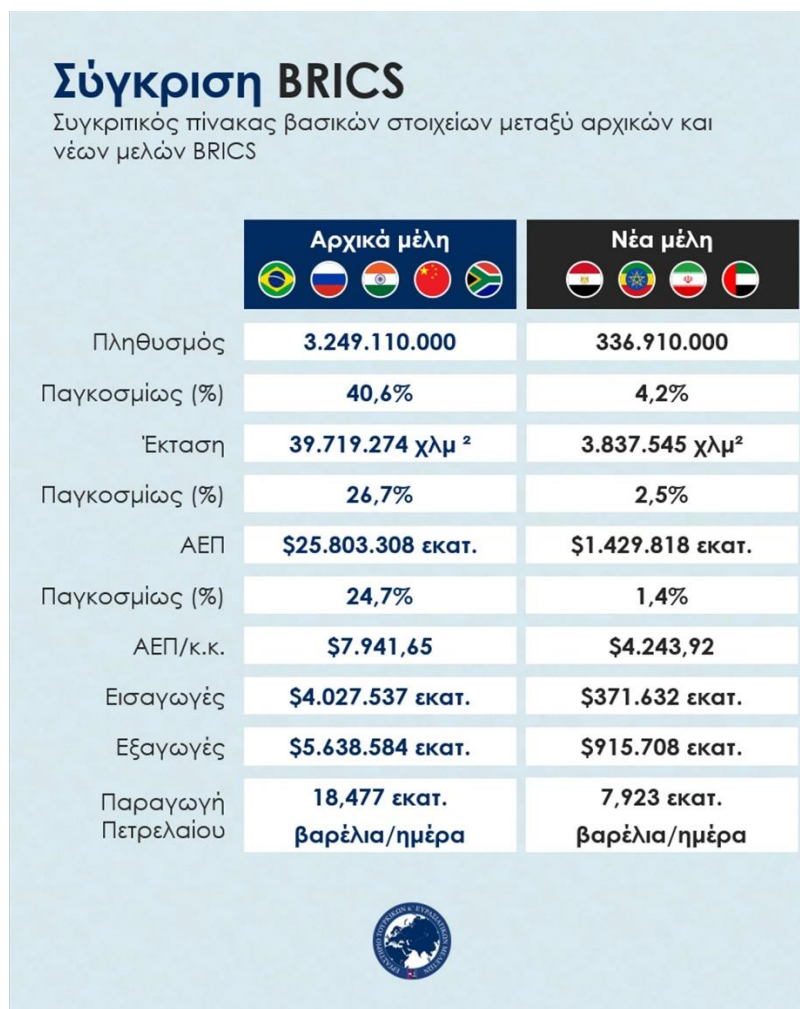 Σύγκριση BRICS
Συγκριτικός πίνακας βασικών στοιχείων μεταξύ αρχικών και
νέων μελών BRICS
Αρχικά μέλη Νέα μέλη
Πληθυσμός 3.249.110.000 336.910.000
Παγκοσμίως (%) 40,6% 4,2%
Έκταση 39.719.274 χλμ ² 3.837.545 χλμ²
Παγκοσμίως (%) 26,7% 2,5%
ΑΕΠ $25.803.308 εκατ. $1.429.818 εκατ.
Παγκοσμίως (%) 24,7% 1,4%
ΑΕΠ/κ.κ. $7.941,65 $4.243,92
Εισαγωγές $4.027.537 εκατ. $371.632 εκατ.
Εξαγωγές $5.638.584 εκατ. $915.708 εκατ.
Παραγωγή 18,477 εκατ. 7,923 εκατ.
Πετρελαίου βαρέλια/ημέρα βαρέλια/ημέρα
ΕΡΓΑΣΤΗΡΙΟ ΤΟΥΡΚΙΚΩΝ & ΕΥΡΑΣΙΑΤΙΚΩΝ ΜΕΛΕΤΩΝ